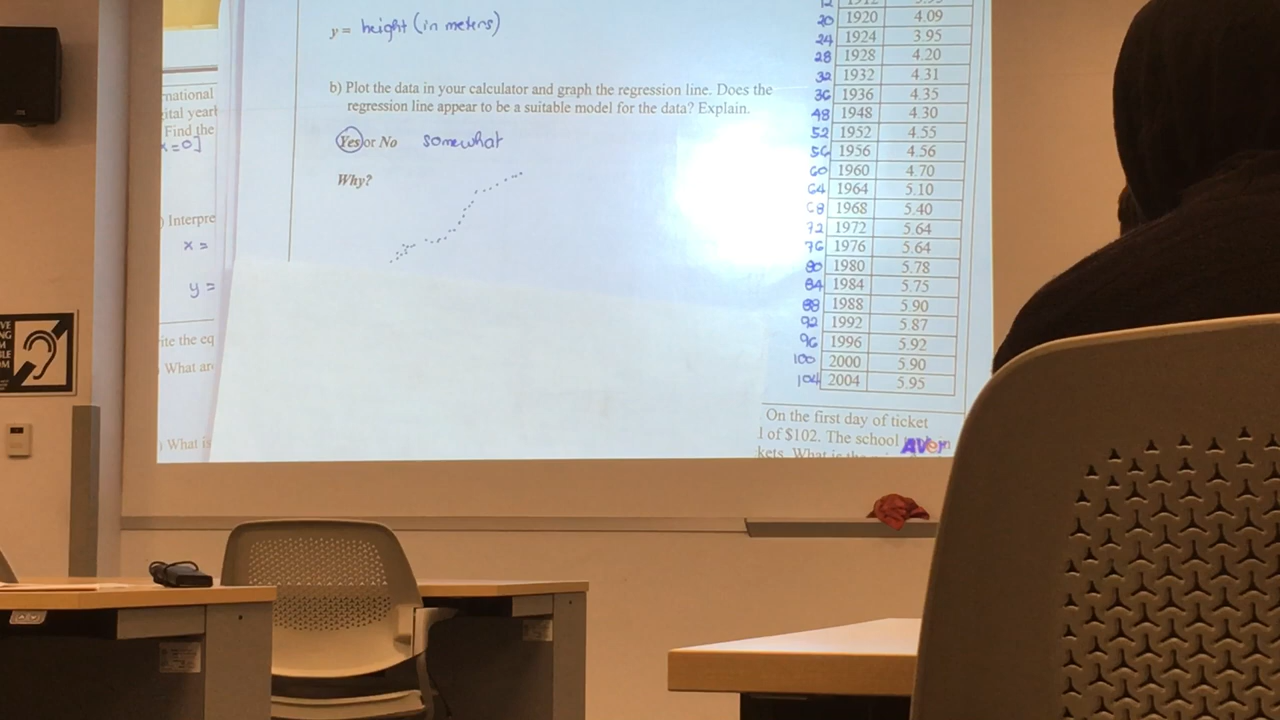 y = height (in meters)
b) Plot the data in your calculator and graph the regression line. Does the
regression line appear to be a suitable model for the data? Explain.
Yes or No somewhat
Why?
national
Find the
x=0]
) Interpre
x =
y =
ite the eq
What ar
) What is
12 1912
20 1920 4.09
24 1924 3.95
28 1928 4.20
32 1932 4.31
36 1936 4.35
48 1948 4.30
52 1952 4.55
56 1956 4.56
60 1960 4.70
64 1964 5.10
68 1968 5.40
72 1972 5.64
76 1976 5.64
80 1980 5.78
84 1984 5.75
88 1988 5.90
92 1992 5.87
96 1996 5.92
100 2000 5.90
104 2004 5.95
On the first day of ticket
1 of $102. The school
kets. What is the
AVer